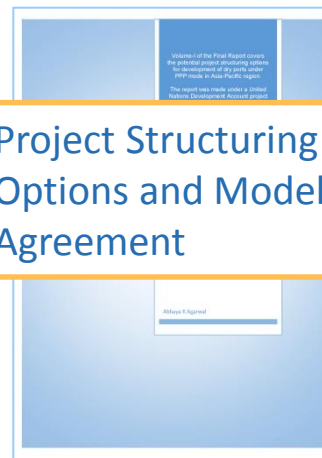 Volume-I of the Final Report covers
the potential project structuring options
for development of dry ports under
PPP mode in Asia-Pacific region
The report was made under a United
Nations Development Account project
Project Structuring
Options and Model
Agreement
Abhaya K Agarwal